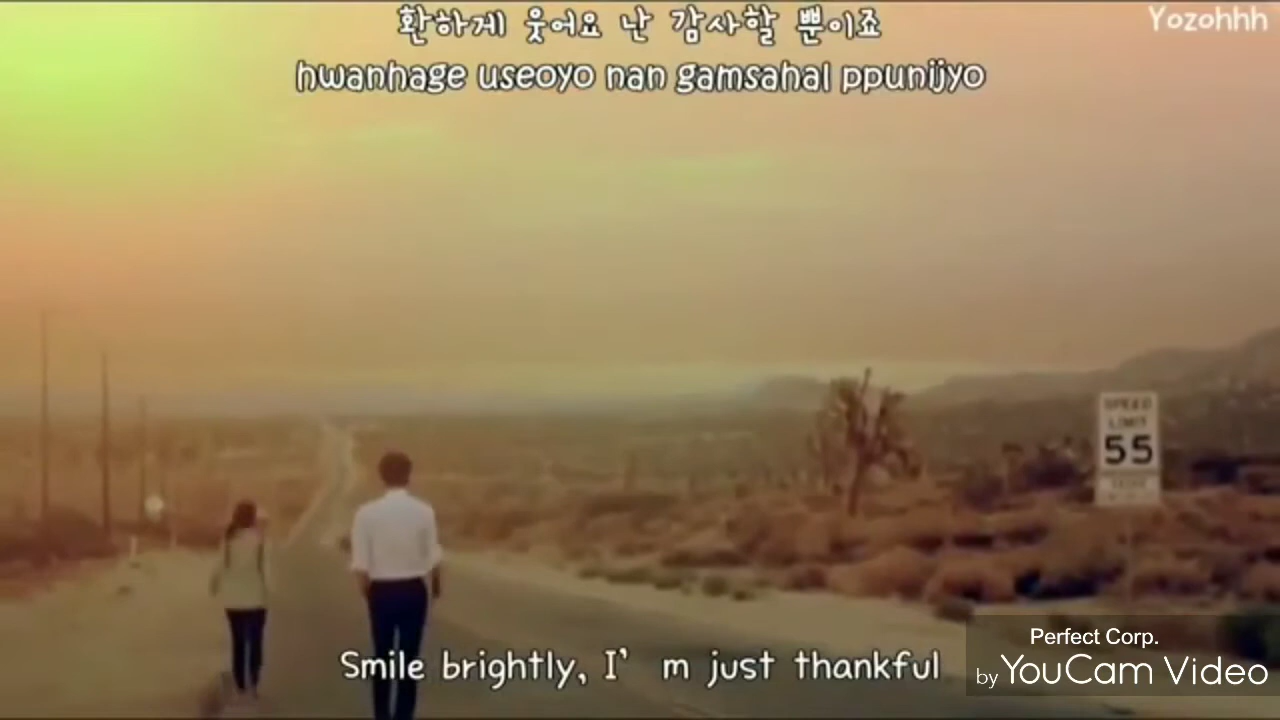 환하게 웃어요 난 감사할 뿐이죠
Yozohhh
hwanhage useoyo nan gamsahal ppunijyo
SPEED
LIMIT
55
Smile brightly, I'm just thankful
Perfect Corp.
by YouCam Video